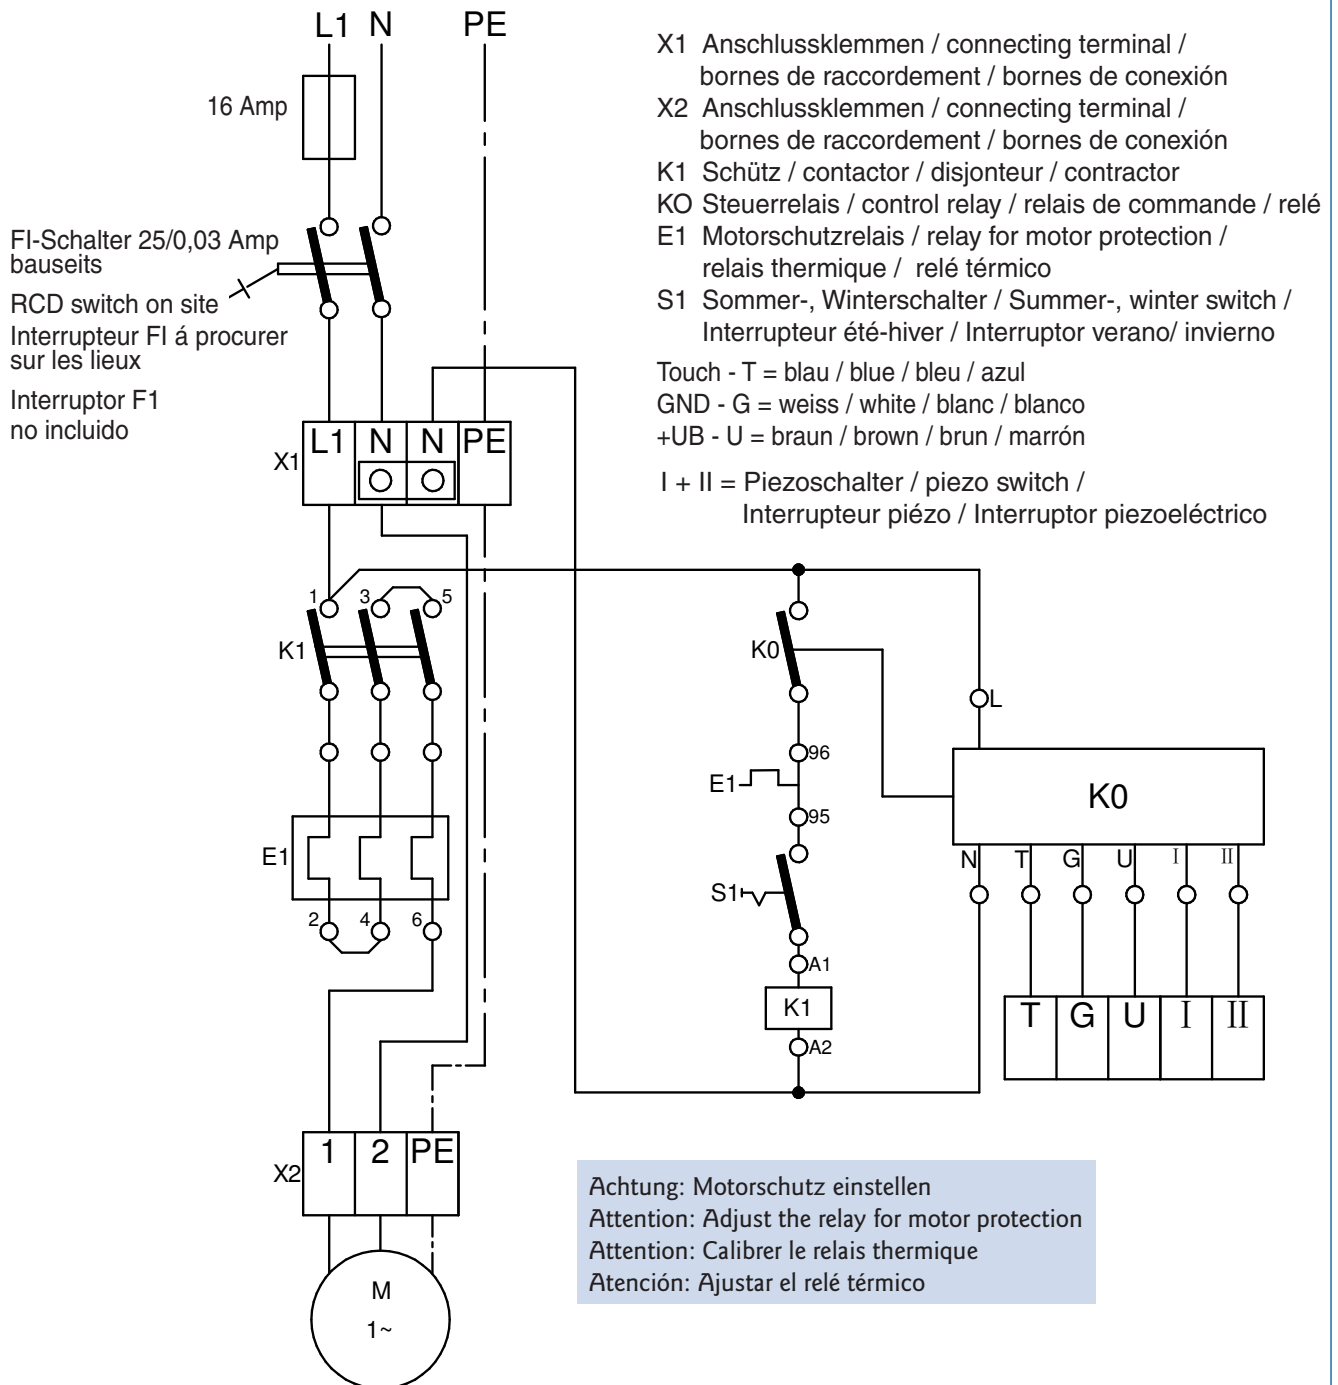 L1 N PE
16 Amp
FI-Schalter 25/0,03 Amp
bauseits
RCD switch on site
Interrupteur FI á procurer
sur les lieux
Interruptor F1
no incluido
X1 Anschlussklemmen / connecting terminal /
bornes de raccordement / bornes de conexión
X2 Anschlussklemmen / connecting terminal /
bornes de raccordement / bornes de conexión
K1 Schütz / contactor / disjonteur / contractor
KO Steuerrelais / control relay / relais de commande / relé
E1 Motorschutzrelais / relay for motor protection /
relais thermique / relé térmico
S1 Sommer-, Winterschalter / Summer-, winter switch /
Interrupteur été-hiver / Interruptor verano/ invierno
Touch - T = blau / blue / bleu / azul
GND - G = weiss / white / blanc / blanco
+UB - U = braun / brown / brun / marrón
I + II = Piezoschalter / piezo switch /
Interrupteur piézo / Interruptor piezoeléctrico
X1 L1 N N PE
1 3 5
K1
K0
L
96
E1
95
K0
E1
2 4 6
S1
N T G U I II
A1
K1
A2
T G U I II
X2 1 2 PE
M
1~
Achtung: Motorschutz einstellen
Attention: Adjust the relay for motor protection
Attention: Calibrer le relais thermique
Atención: Ajustar el relé térmico